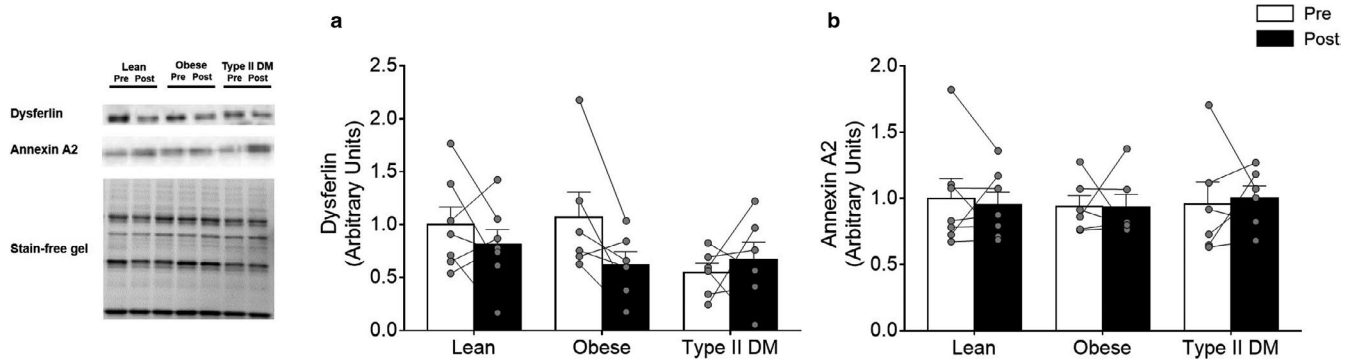 Lean Obese Type II DM
Pre Post Pre Post Pre Post
Dysferlin
Annexin A2
Stain-free gel
a
Dysferlin
(Arbitrary Units)
2.5
2.0
1.5
1.0
0.5
0.0
Lean Obese Type II DM
b
Annexin A2
(Arbitrary Units)
2.0
1.5
1.0
0.5
0.0
Lean Obese Type II DM
Pre
Post